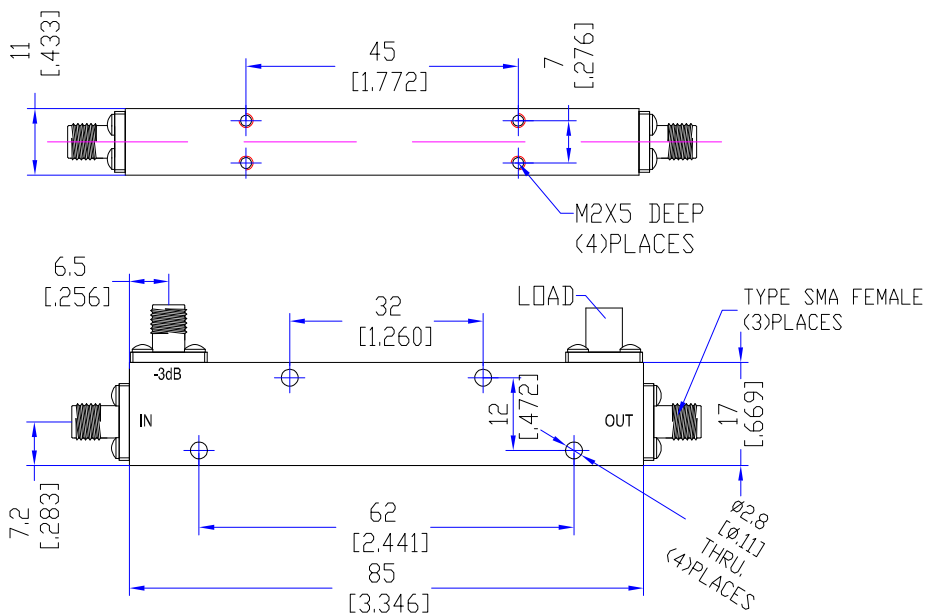 11
[.433]
45
[1.772]
7
[.276]
M2X5 DEEP
(4)PLACES
6.5
[.256]
32
[1.260]
LOAD
TYPE SMA FEMALE
(3)PLACES
-3dB
IN
OUT
12
[.472]
17
[.669]
7.2
[.283]
62
[2.441]
85
[3.346]
ø2.8
[ø.11]
THRU.
(4)PLACES